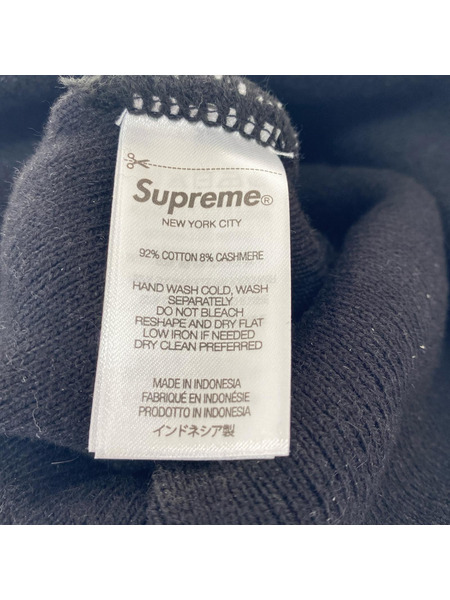 Supreme®
NEW YORK CITY
92% COTTON 8% CASHMERE
HAND WASH COLD, WASH
SEPARATELY
DO NOT BLEACH
RESHAPE AND DRY FLAT
LOW IRON IF NEEDED
DRY CLEAN PREFERRED
MADE IN INDONESIA
FABRIQUÉ EN INDONÉSIE
PRODOTTO IN INDONESIA
インドネシア製